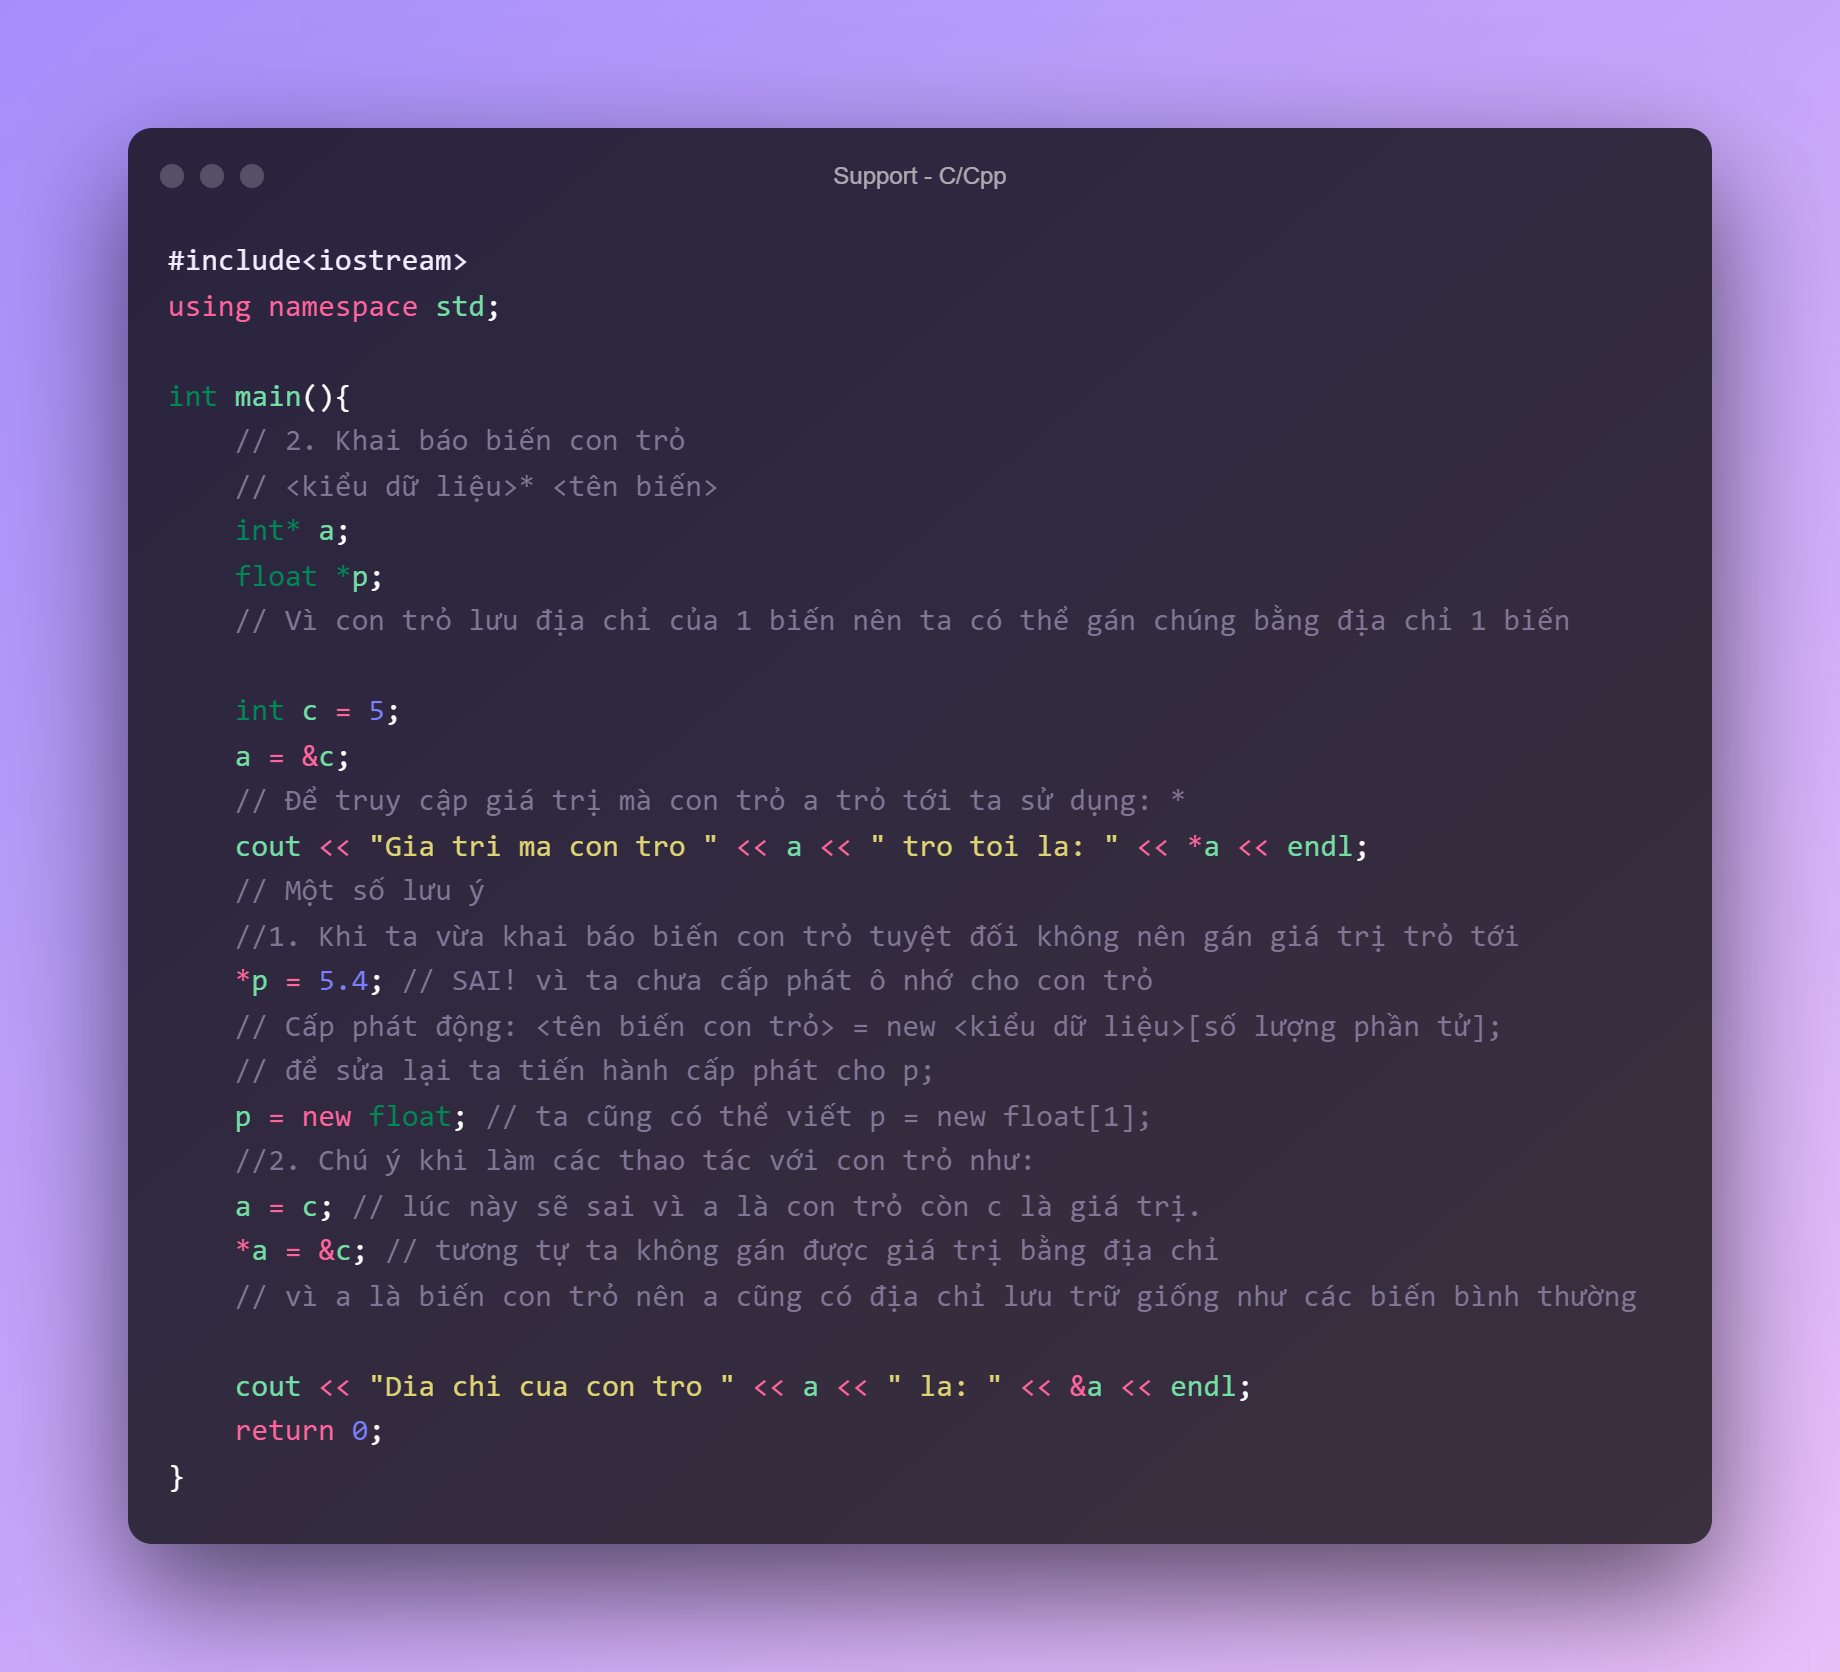 Support - C/Cpp
#include<iostream>
using namespace std;
int main(){
// 2. Khai báo biến con trỏ
// <kiểu dữ liệu>* <tên biến>
int* a;
float *p;
// Vì con trỏ lưu địa chỉ của 1 biến nên ta có thể gán chúng bằng địa chỉ 1 biến
int c = 5;
a = &c;
// Để truy cập giá trị mà con trỏ a trỏ tới ta sử dụng: *
cout << "Gia tri ma con tro " << a << " tro toi la: " << *a << endl;
// Một số lưu ý
//1. Khi ta vừa khai báo biến con trỏ tuyệt đối không nên gán giá trị trỏ tới
*p = 5.4; // SAI! vì ta chưa cấp phát ô nhớ cho con trỏ
// Cấp phát động: <tên biến con trỏ> = new <kiểu dữ liệu>[số lượng phần tử];
// để sửa lại ta tiến hành cấp phát cho p;
p = new float; // ta cũng có thể viết p = new float[1];
//2. Chú ý khi làm các thao tác với con trỏ như:
a = c; // lúc này sẽ sai vì a là con trỏ còn c là giá trị.
*a = &c; // tương tự ta không gán được giá trị bằng địa chỉ
// vì a là biến con trỏ nên a cũng có địa chỉ lưu trữ giống như các biến bình thường
cout << "Dia chi cua con tro " << a << " la: " << &a << endl;
return 0;
}